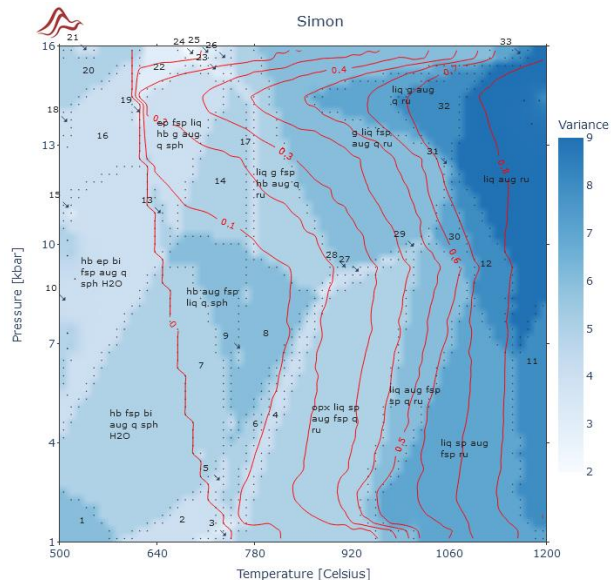 Simon
21
24
25
26
23
33
16
20
22
0.4
0.7
liq g aug
q ru
32
Variance
9
18
19
ep fsp liq
hb g aug
q sph
16
17
g liq fsp
aug q ru
8
13
0.3
31
14
liq g fsp
hb aug q
ru
liq aug ru
7
15
13
0.1
29
30
10
28
27
hb ep bi
fsp aug q
sph H2O
0.6
12
6
10
hb aug fsp
liq q sph
0
9
8
5
7
7
11
Pressure [kbar]
hb fsp bi
aug q sph
H2O
6
4
opx liq sp
aug fsp q
ru
liq aug fsp
sp q ru
4
4
0.5
liq sp aug
fsp ru
3
5
1
2
3
2
1
500
640
780
920
1060
1200
Temperature [Celsius]